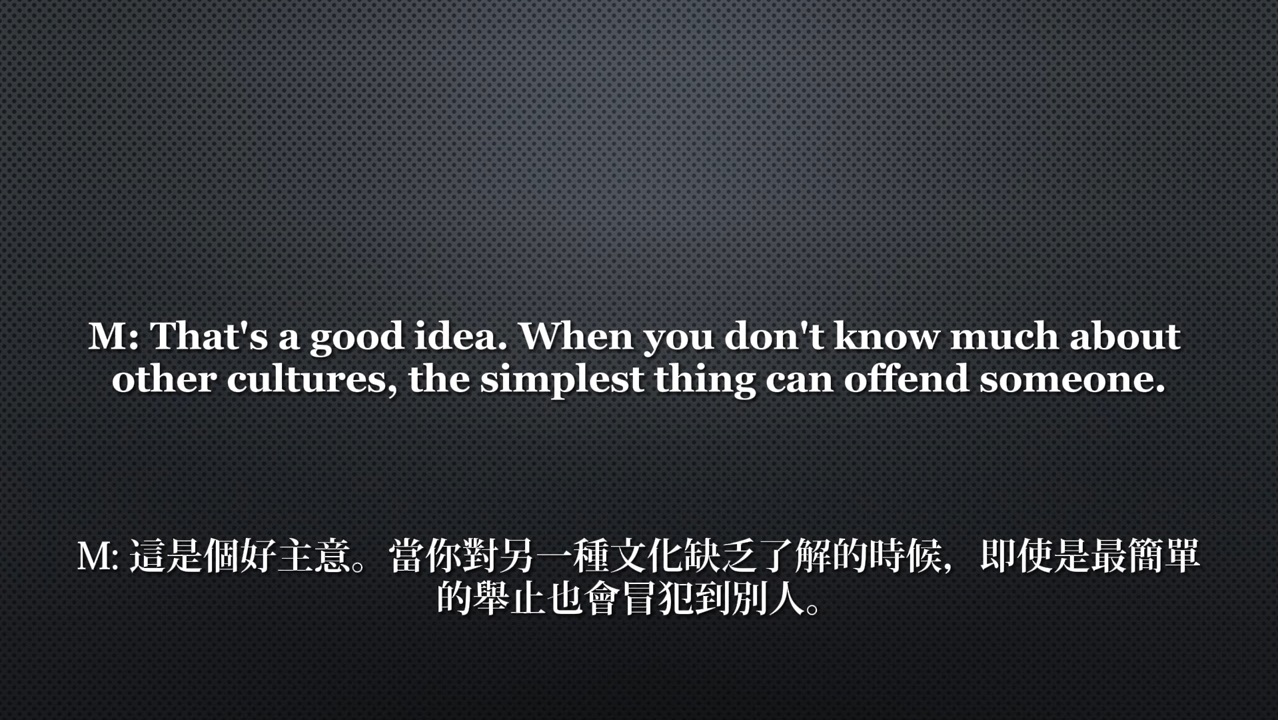 M: That's a good idea. When you don't know much about
other cultures, the simplest thing can offend someone.
M: 這是個好主意。當你對另一種文化缺乏了解的時候，即使是最簡單
的舉止也會冒犯到別人。